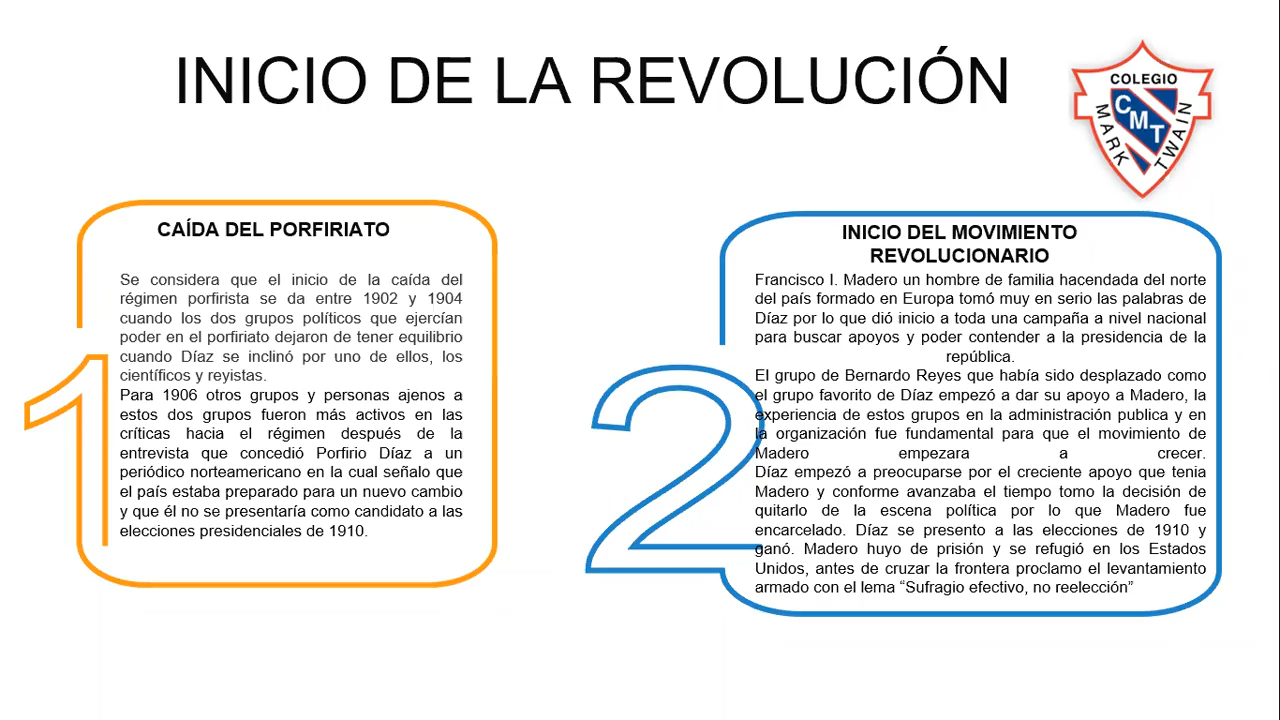 INICIO DE LA REVOLUCIÓN
COLEGIO
MARK
CMT
TWAIN
CAÍDA DEL PORFIRIATO
Se considera que el inicio de la caída del
régimen porfirista se da entre 1902 y 1904
cuando los dos grupos políticos que ejercían
poder en el porfiriato dejaron de tener equilibrio
cuando Díaz se inclinó por uno de ellos, los
científicos y reyistas.
Para 1906 otros grupos y personas ajenos a
estos dos grupos fueron más activos en las
críticas hacia el régimen después de la
entrevista que concedió Porfirio Díaz a un
periódico norteamericano en la cual señalo que
el país estaba preparado para un nuevo cambio
y que él no se presentaría como candidato a las
elecciones presidenciales de 1910.
1
INICIO DEL MOVIMIENTO
REVOLUCIONARIO
Francisco I. Madero un hombre de familia hacendada del norte
del país formado en Europa tomó muy en serio las palabras de
Díaz por lo que dió inicio a toda una campaña a nivel nacional
para buscar apoyos y poder contender a la presidencia de la
república.
El grupo de Bernardo Reyes que había sido desplazado como
el grupo favorito de Díaz empezó a dar su apoyo a Madero, la
experiencia de estos grupos en la administración publica y en
la organización fue fundamental para que el movimiento de
Madero empezara a crecer.
Díaz empezó a preocuparse por el creciente apoyo que tenia
Madero y conforme avanzaba el tiempo tomo la decisión de
quitarlo de la escena política por lo que Madero fue
encarcelado. Díaz se presento a las elecciones de 1910 y
ganó. Madero huyo de prisión y se refugió en los Estados
Unidos, antes de cruzar la frontera proclamo el levantamiento
armado con el lema “Sufragio efectivo, no reelección”
2